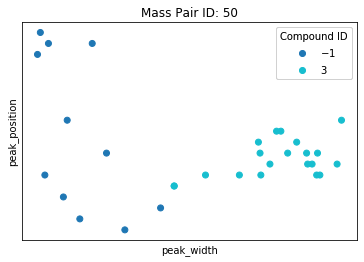 Mass Pair ID: 50
Compound ID
−1
3
peak_position
peak_width